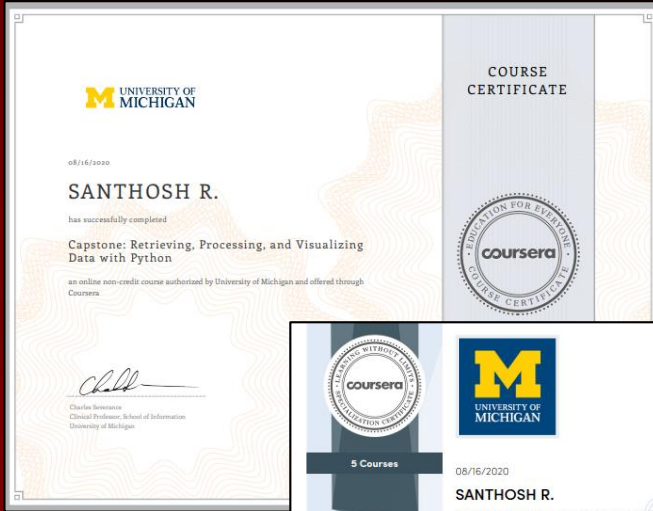 UNIVERSITY OF
MICHIGAN
COURSE
CERTIFICATE
08/16/2020
SANTHOSH R.
has successfully completed
Capstone: Retrieving, Processing, and Visualizing
Data with Python
an online non-credit course authorized by University of Michigan and offered through
Coursera
EDUCATION FOR EVERYONE
coursera
COURSE CERTIFICATE
Charles Severance
Clinical Professor, School of Information
University of Michigan
LEARNING WITHOUT LIMITS
coursera
SPECIALIZATION CERTIFICATE
5 Courses
M
UNIVERSITY OF
MICHIGAN
08/16/2020
SANTHOSH R.